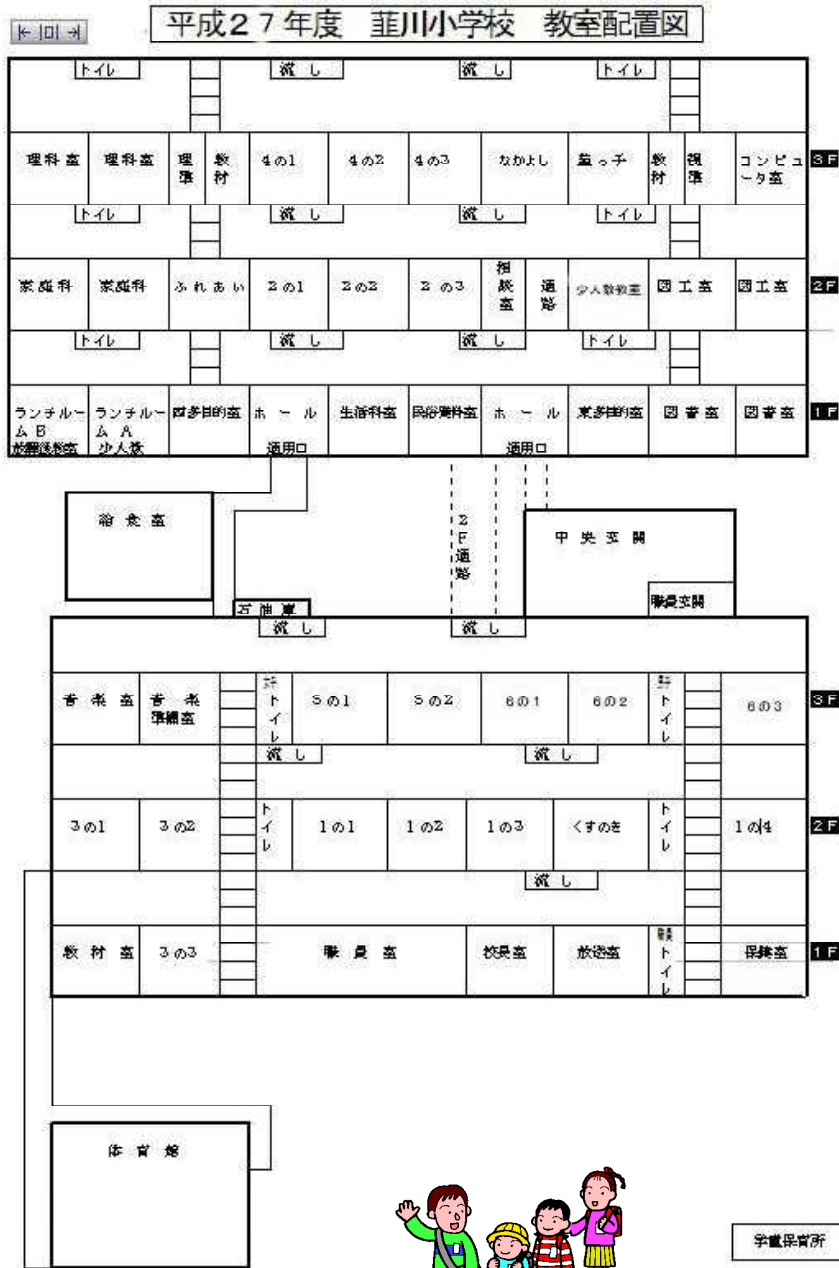 平成27年度 韮川小学校 教室配置図
トイレ 流し 流し トイレ
理科室 理科室 理準 教材 4の1 4の2 4の3 なかよし 韮っ子 教材 視準 コンピュータ室 3F
トイレ 流し 流し トイレ
家庭科 家庭科 ふれあい 2の1 2の2 2の3 相談室 通路 少人数教室 図工室 図工室 2F
トイレ 流し 流し トイレ
ランチルームB 放課後教室 ランチルームA 少人数 西多目的室 ホール 生活科室 民俗資料室 ホール 東多目的室 図書室 図書室 1F
通用口 通用口
給食室 2F通路 中央玄関
職員玄関
石油庫
流し 流し
音楽室 音楽準備室 トイレ 5の1 5の2 6の1 6の2 トイレ 6の3 3F
流し 流し
3の1 3の2 トイレ 1の1 1の2 1の3 くすのき トイレ 1の4 2F
流し
教材室 3の3 職員室 校長室 放送室 職員トイレ 保健室 1F
体育館
学童保育所